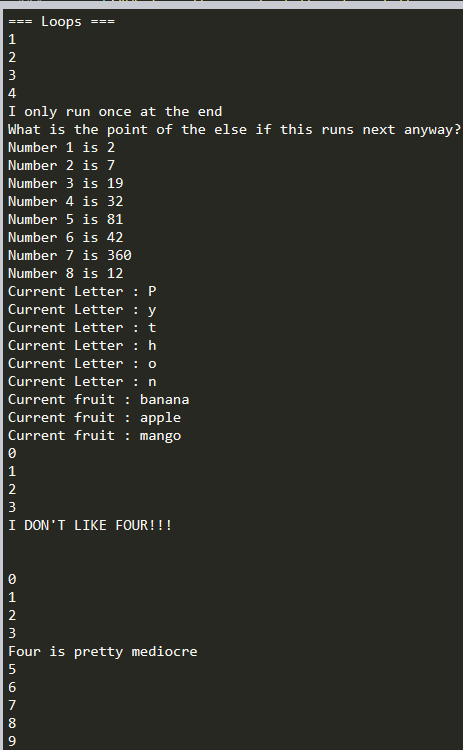 === Loops ===
1
2
3
4
I only run once at the end
What is the point of the else if this runs next anyway?
Number 1 is 2
Number 2 is 7
Number 3 is 19
Number 4 is 32
Number 5 is 81
Number 6 is 42
Number 7 is 360
Number 8 is 12
Current Letter : P
Current Letter : y
Current Letter : t
Current Letter : h
Current Letter : o
Current Letter : n
Current fruit : banana
Current fruit : apple
Current fruit : mango
0
1
2
3
I DON'T LIKE FOUR!!!
0
1
2
3
Four is pretty mediocre
5
6
7
8
9